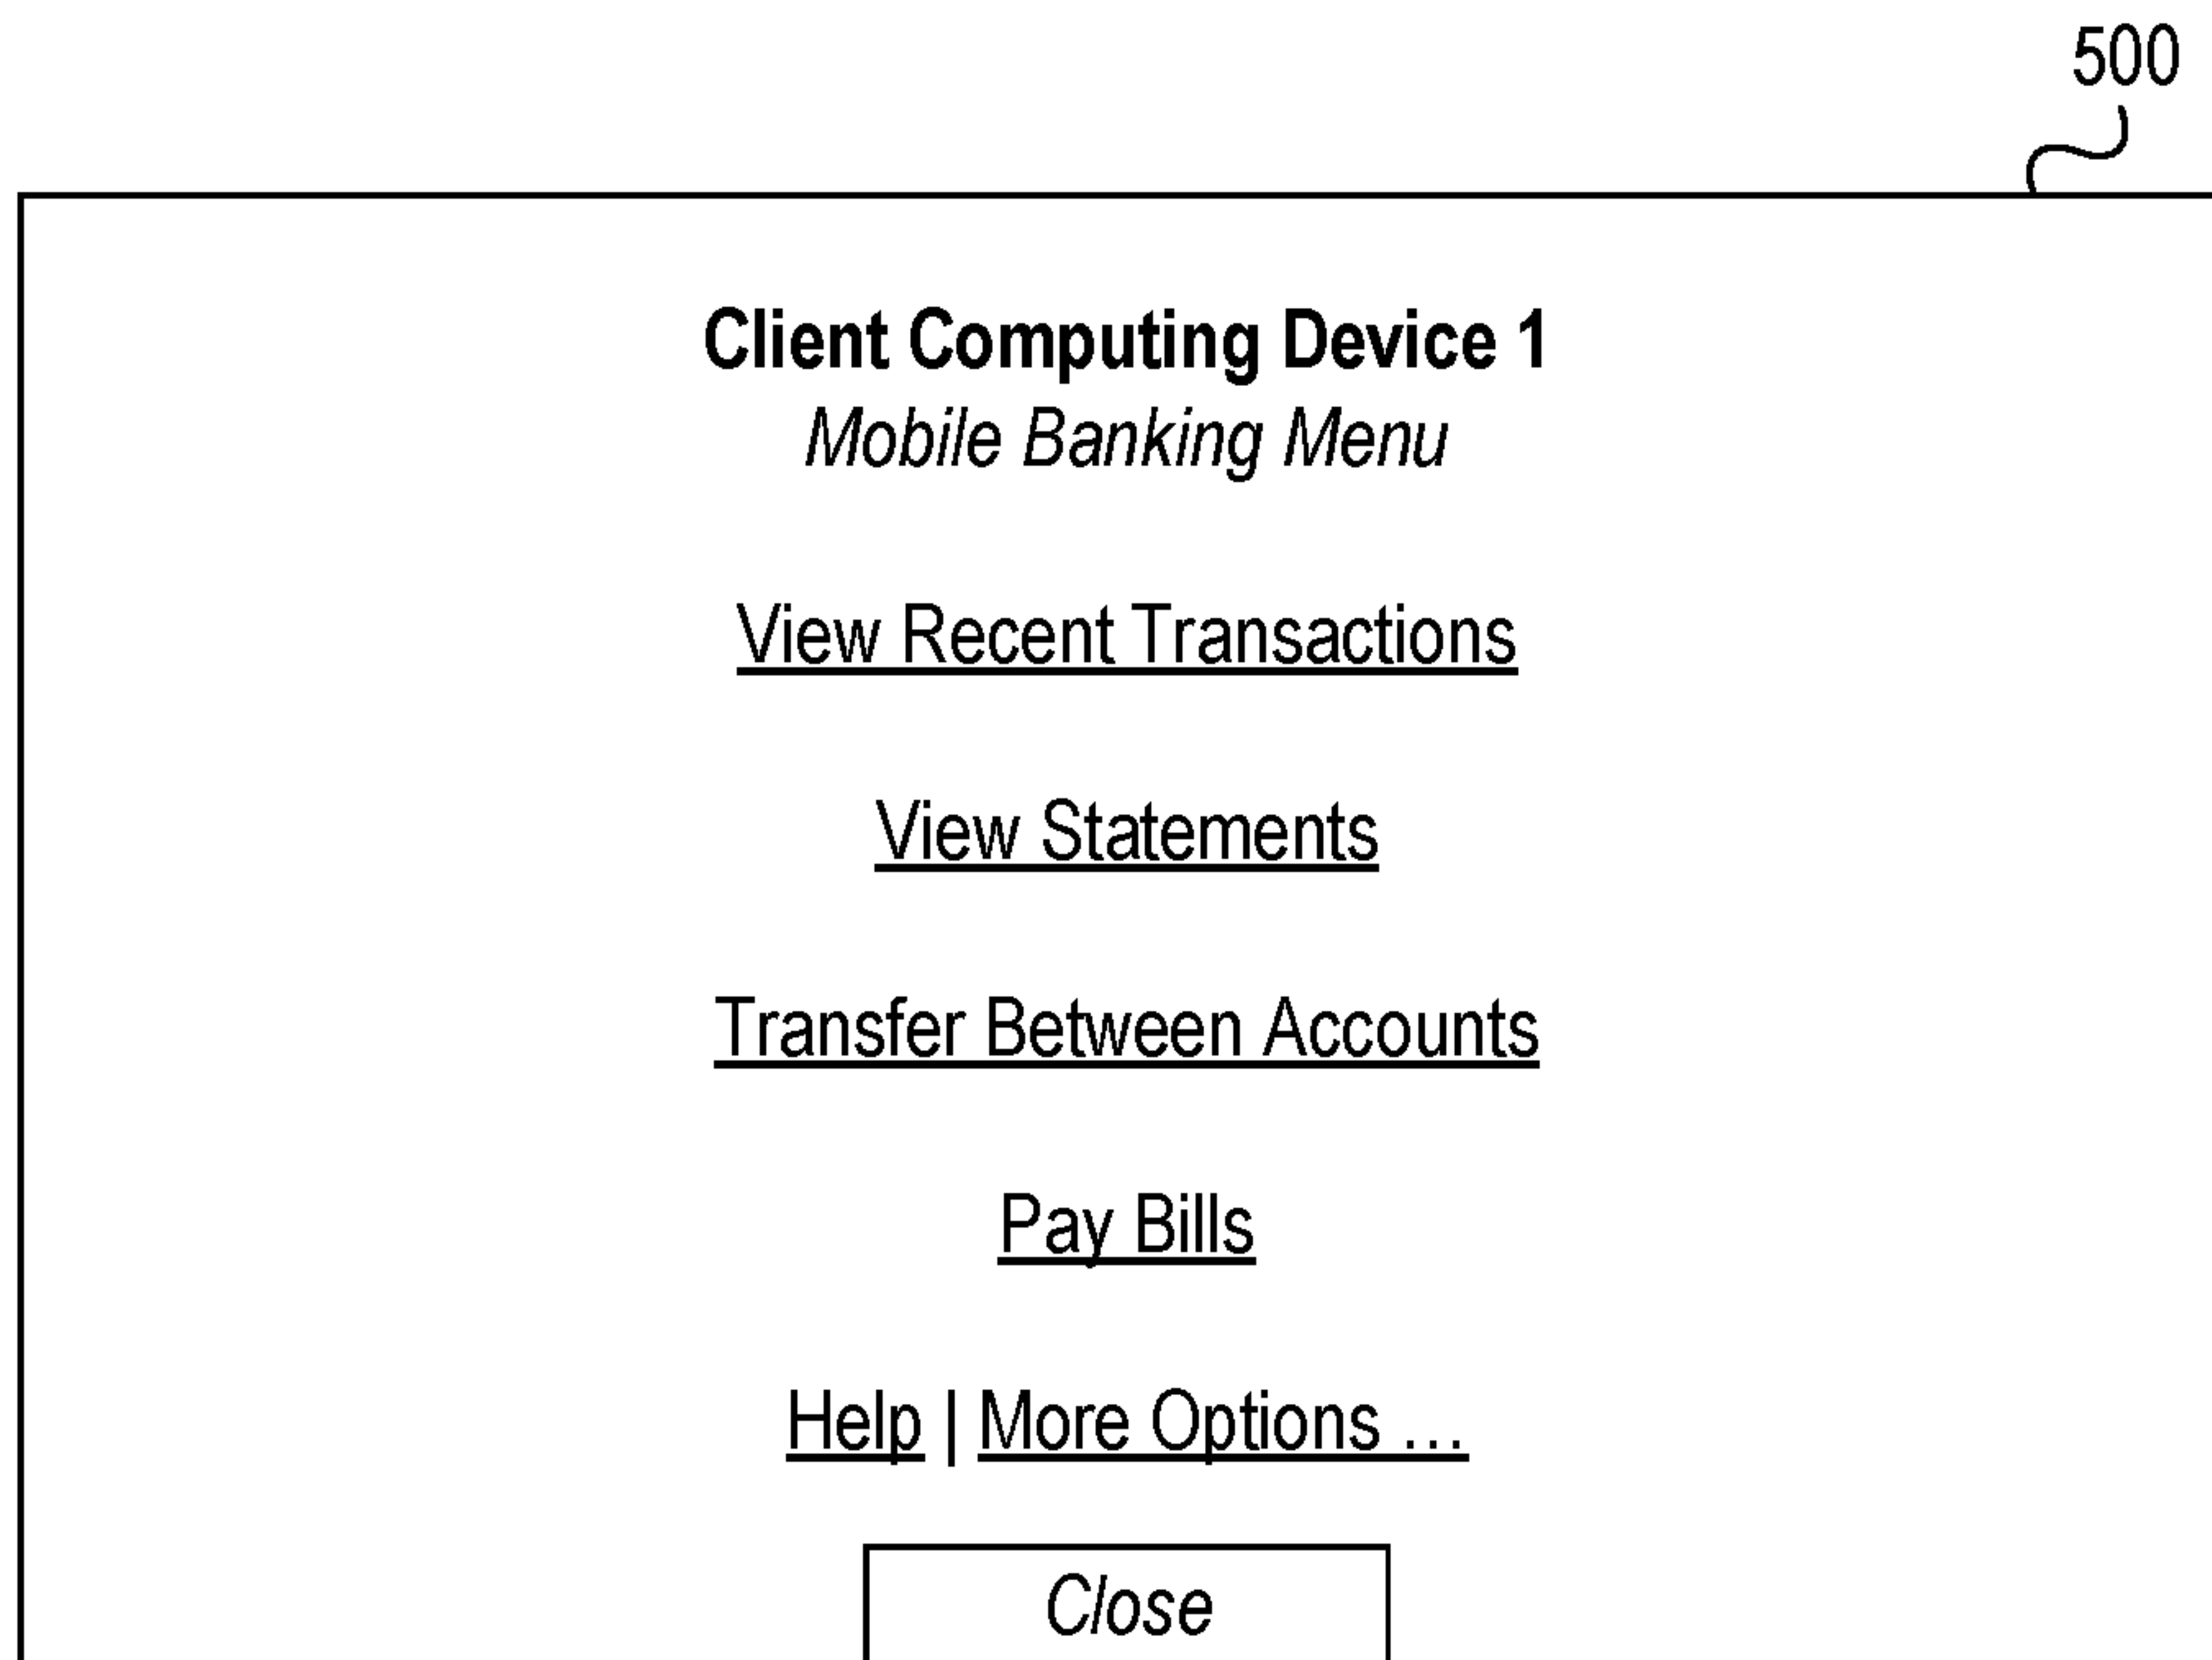 500
Client Computing Device 1
Mobile Banking Menu
View Recent Transactions
View Statements
Transfer Between Accounts
Pay Bills
Help | More Options ...
Close